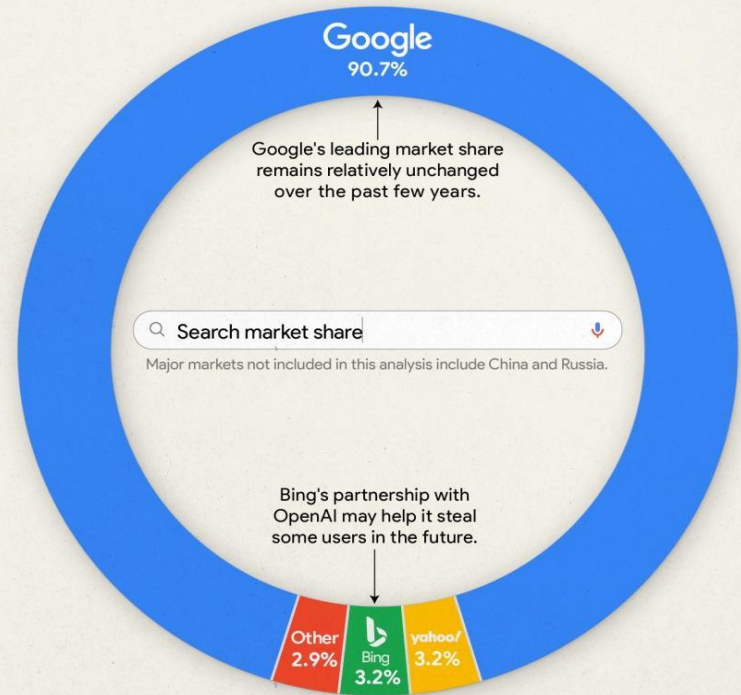 Google
90.7%
Google's leading market share
remains relatively unchanged
over the past few years.
Search market share
Major markets not included in this analysis include China and Russia.
Bing's partnership with
OpenAI may help it steal
some users in the future.
Other
2.9%
Bing
3.2%
yahoo!
3.2%